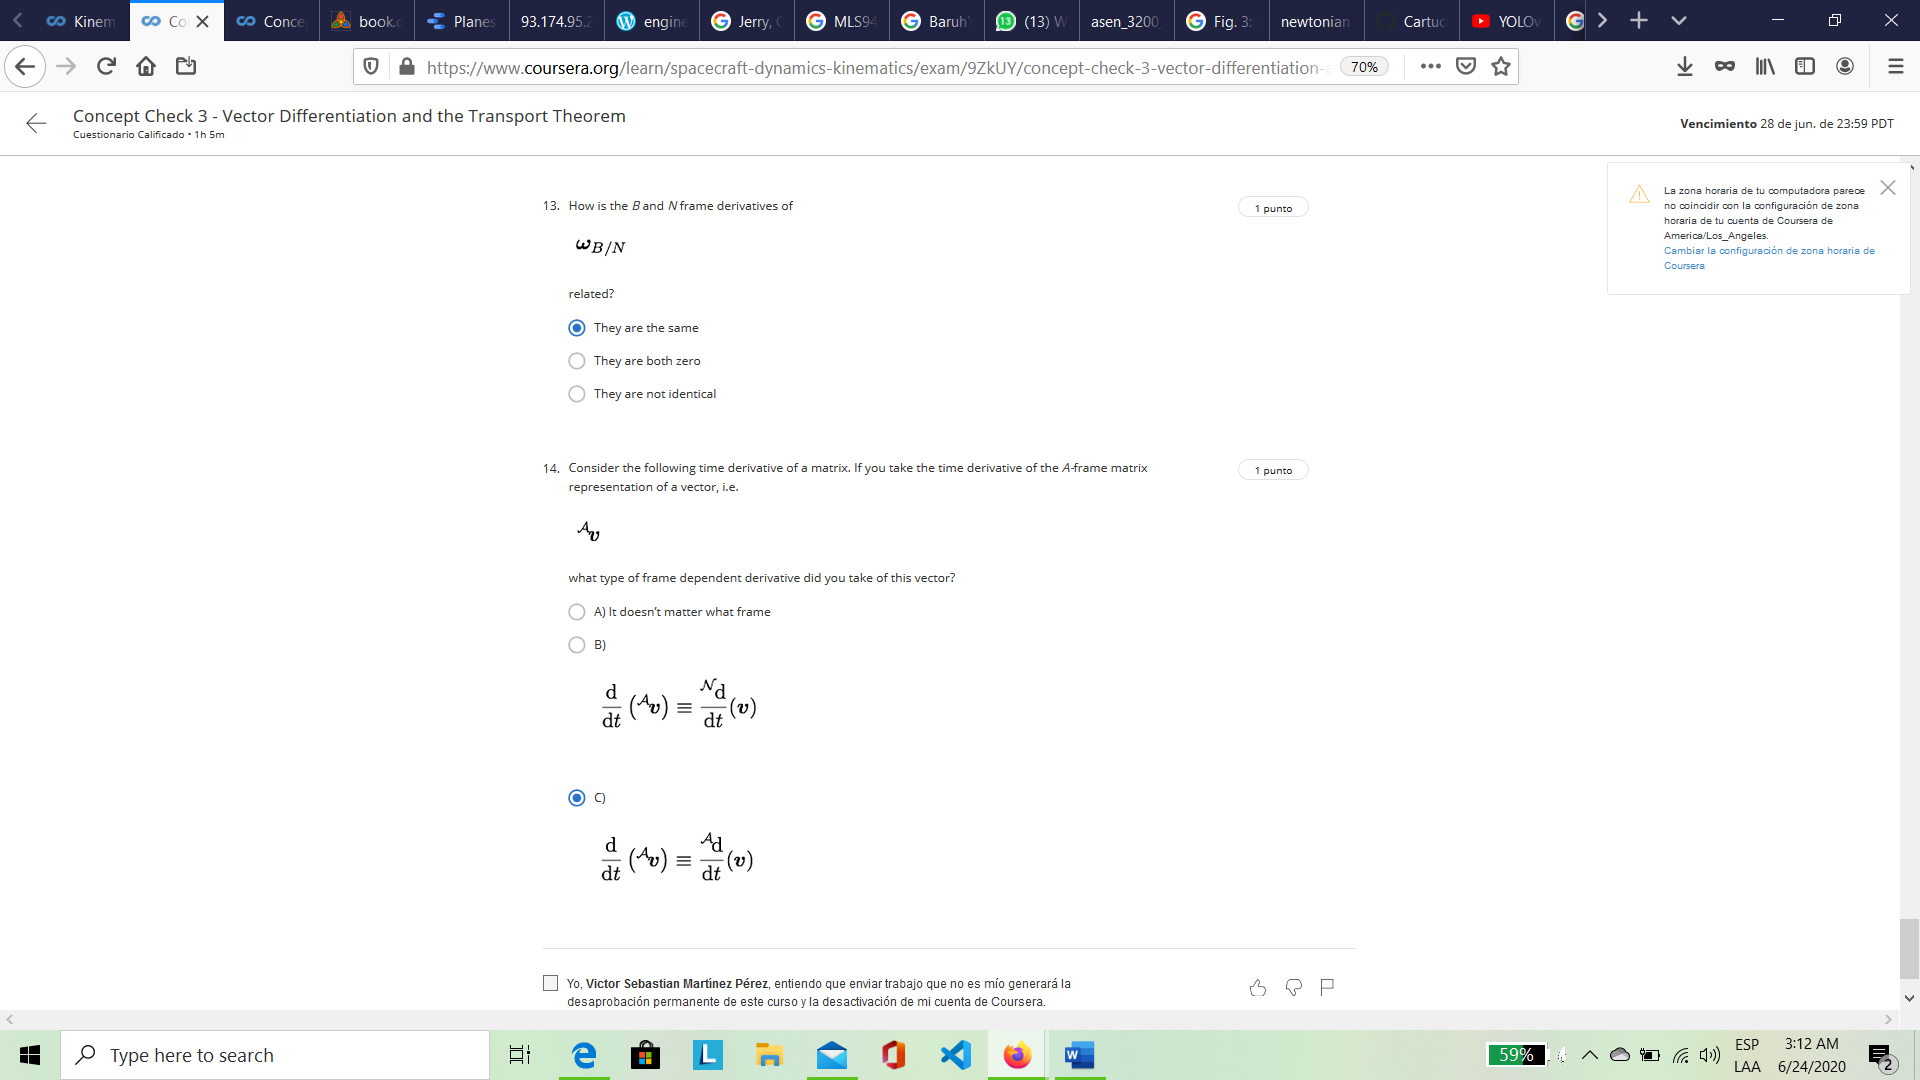 Kinem
Co
Conce
book.c
Planes
93.174.95.2
engine
Jerry, (
MLS94
Baruh'
(13) W
asen_3200
Fig. 3:
newtonian
Cartuc
YOLOv
https://www.coursera.org/learn/spacecraft-dynamics-kinematics/exam/9ZkUY/concept-check-3-vector-differentiation-a
70%
Concept Check 3 - Vector Differentiation and the Transport Theorem
Cuestionario Calificado • 1h 5m
Vencimiento 28 de jun. de 23:59 PDT
La zona horaria de tu computadora parece
no coincidir con la configuración de zona
horaria de tu cuenta de Coursera de
America/Los_Angeles.
Cambiar la configuración de zona horaria de
Coursera
13. How is the B and N frame derivatives of
1 punto
ω_{B/N}
related?
They are the same
They are both zero
They are not identical
14. Consider the following time derivative of a matrix. If you take the time derivative of the A-frame matrix
representation of a vector, i.e.
1 punto
^𝒜v
what type of frame dependent derivative did you take of this vector?
A) It doesn't matter what frame
B)
d/dt (^𝒜v) ≡ ^𝒩d/dt (v)
C)
d/dt (^𝒜v) ≡ ^𝒜d/dt (v)
Yo, Victor Sebastian Martínez Pérez, entiendo que enviar trabajo que no es mío generará la
desaprobación permanente de este curso y la desactivación de mi cuenta de Coursera.
Type here to search
59%
ESP
LAA
3:12 AM
6/24/2020
2